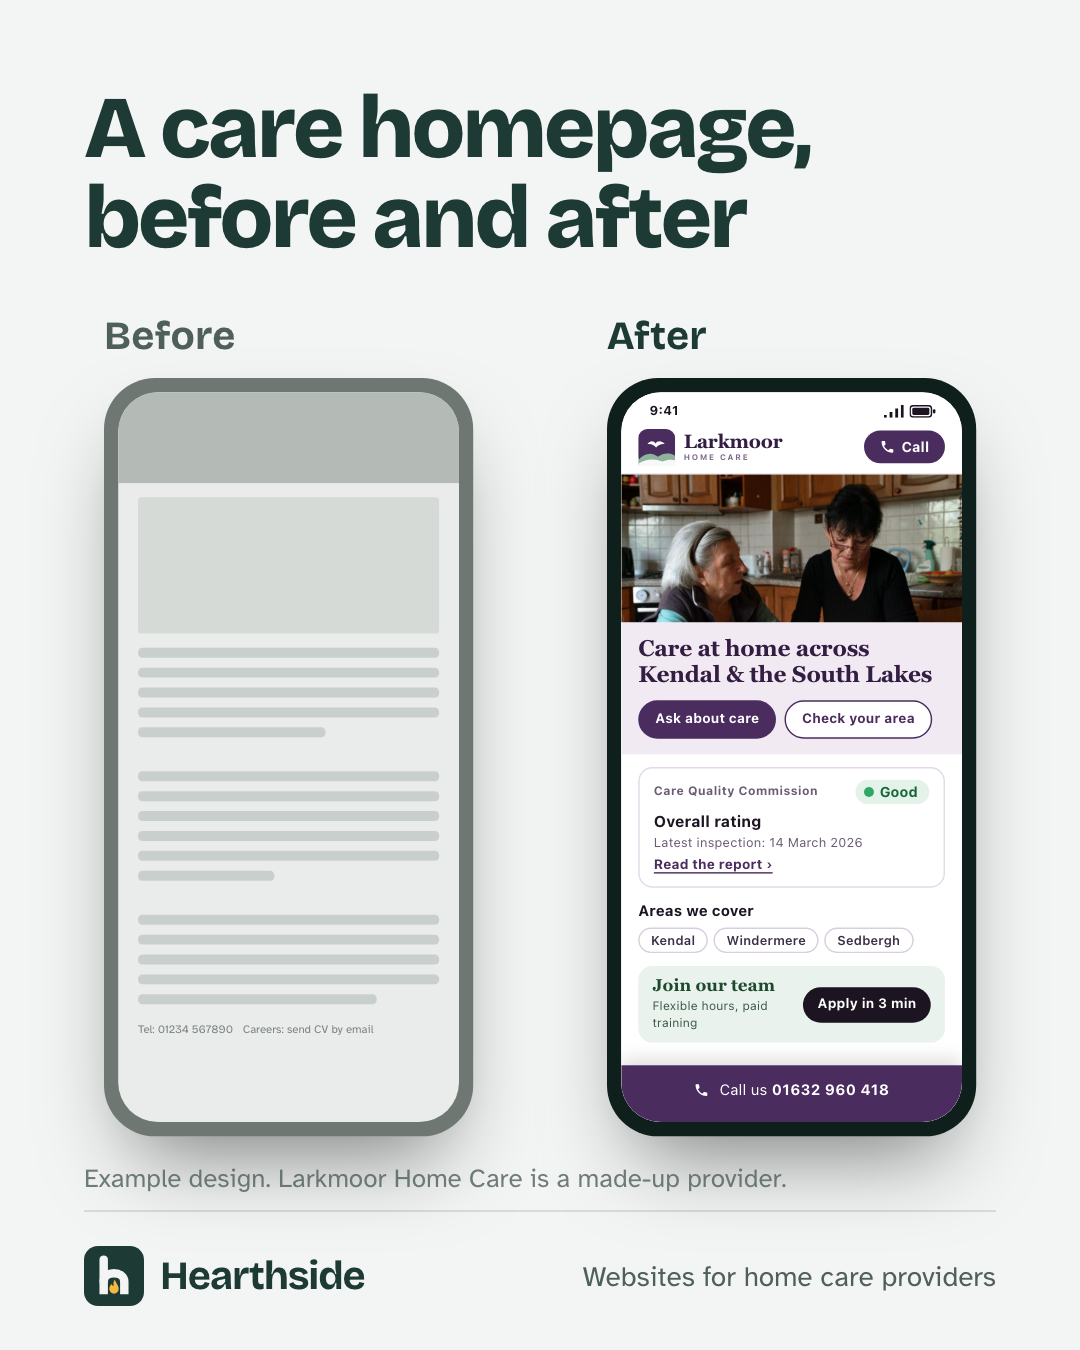 A care homepage,
before and after
Before
Tel: 01234 567890 Careers: send CV by email
After
9:41
Larkmoor
HOME CARE
Call
Care at home across
Kendal & the South Lakes
Ask about care
Check your area
Care Quality Commission
Good
Overall rating
Latest inspection: 14 March 2026
Read the report ›
Areas we cover
Kendal
Windermere
Sedbergh
Join our team
Flexible hours, paid
training
Apply in 3 min
Call us 01632 960 418
Example design. Larkmoor Home Care is a made-up provider.
Hearthside
Websites for home care providers